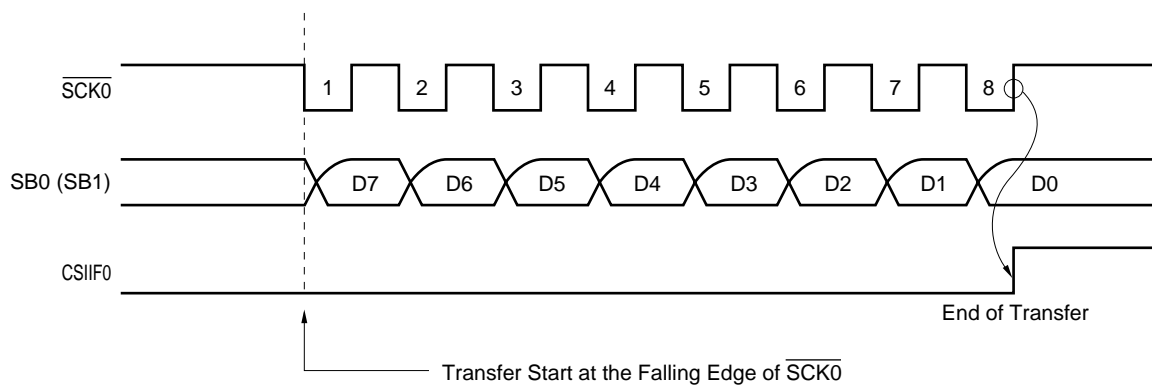 SCK0
1 2 3 4 5 6 7 8
SB0 (SB1)
D7 D6 D5 D4 D3 D2 D1 D0
CSIIF0
End of Transfer
Transfer Start at the Falling Edge of SCK0